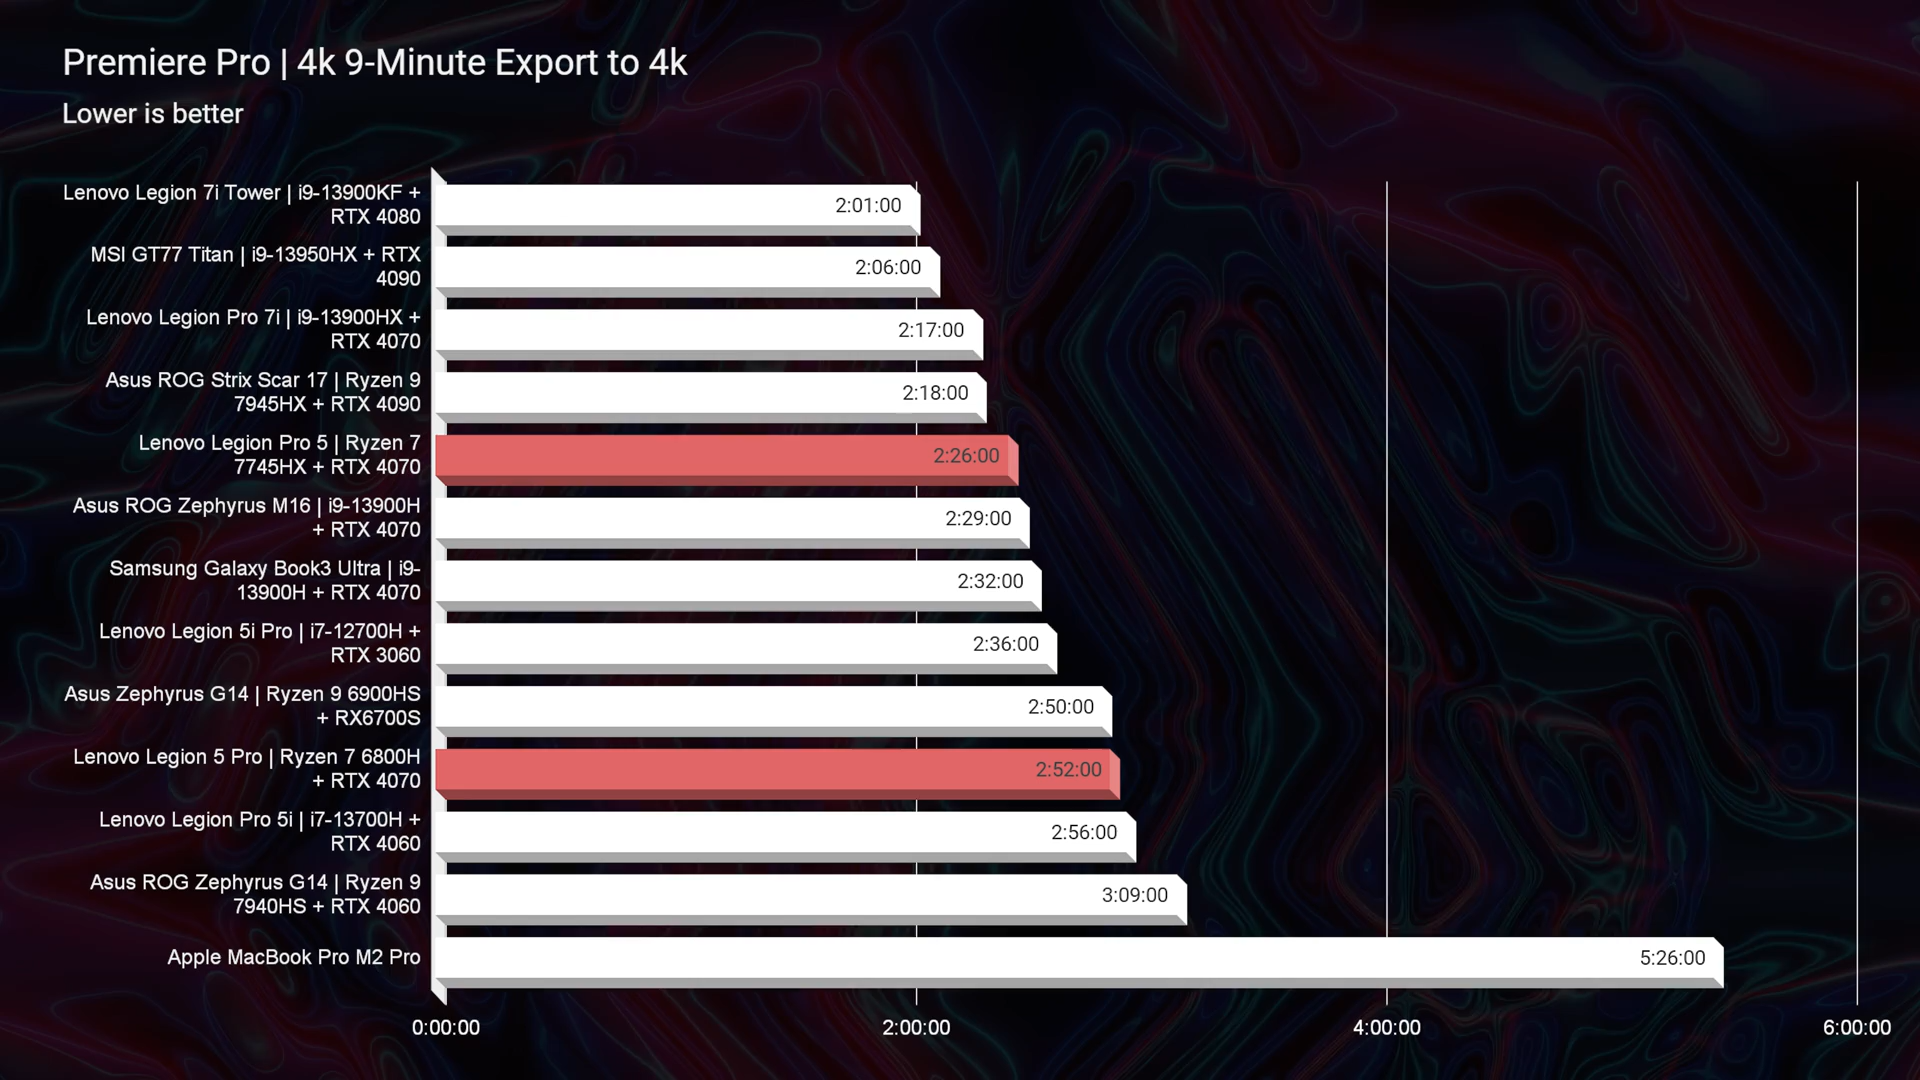 Premiere Pro | 4k 9-Minute Export to 4k
Lower is better
Lenovo Legion 7i Tower | i9-13900KF +
RTX 4080
2:01:00
MSI GT77 Titan | i9-13950HX + RTX
4090
2:06:00
Lenovo Legion Pro 7i | i9-13900HX +
RTX 4070
2:17:00
Asus ROG Strix Scar 17 | Ryzen 9
7945HX + RTX 4090
2:18:00
Lenovo Legion Pro 5 | Ryzen 7
7745HX + RTX 4070
2:26:00
Asus ROG Zephyrus M16 | i9-13900H
+ RTX 4070
2:29:00
Samsung Galaxy Book3 Ultra | i9-
13900H + RTX 4070
2:32:00
Lenovo Legion 5i Pro | i7-12700H +
RTX 3060
2:36:00
Asus Zephyrus G14 | Ryzen 9 6900HS
+ RX6700S
2:50:00
Lenovo Legion 5 Pro | Ryzen 7 6800H
+ RTX 4070
2:52:00
Lenovo Legion Pro 5i | i7-13700H +
RTX 4060
2:56:00
Asus ROG Zephyrus G14 | Ryzen 9
7940HS + RTX 4060
3:09:00
Apple MacBook Pro M2 Pro
5:26:00
0:00:00
2:00:00
4:00:00
6:00:00